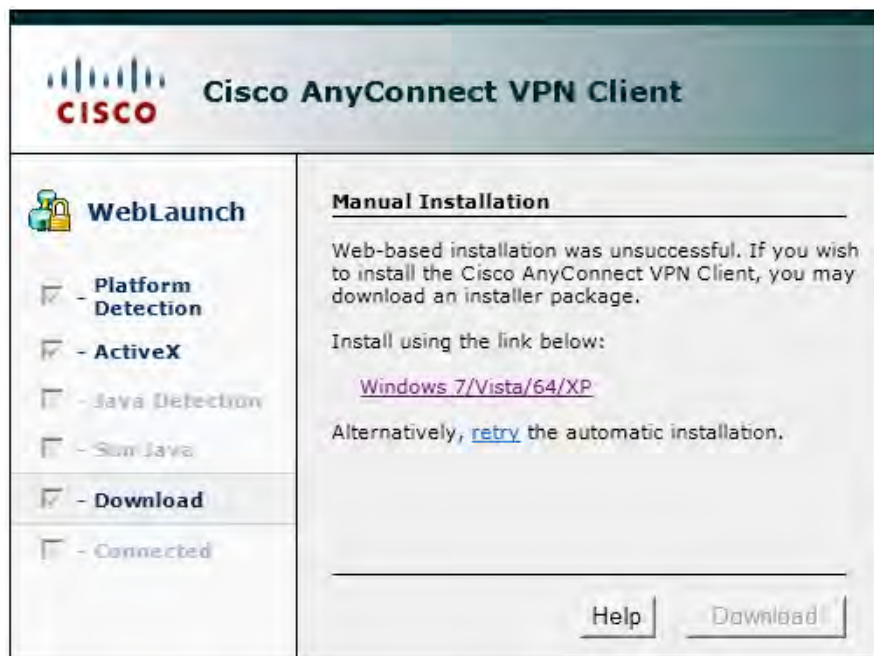 CISCO
Cisco AnyConnect VPN Client
WebLaunch
- Platform
Detection
- ActiveX
- Java Detection
- Sun Java
- Download
- Connected
Manual Installation
Web-based installation was unsuccessful. If you wish
to install the Cisco AnyConnect VPN Client, you may
download an installer package.
Install using the link below:
Windows 7/Vista/64/XP
Alternatively, retry the automatic installation.
Help
Download